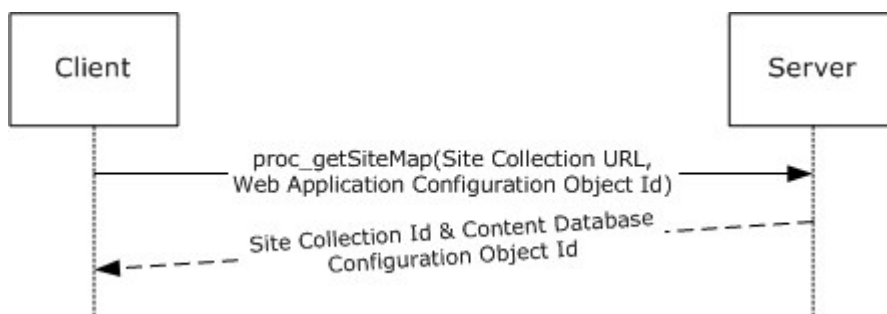 Client
Server
proc_getSiteMap(Site Collection URL,
Web Application Configuration Object Id)
Site Collection Id & Content Database
Configuration Object Id